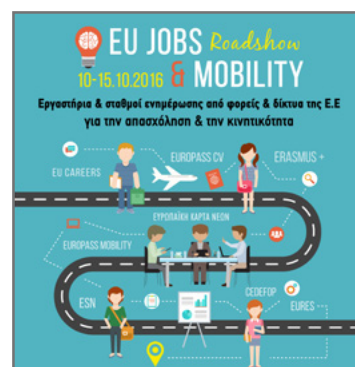 EU JOBS Roadshow
10-15.10.2016 & MOBILITY
Εργαστήρια & σταθμοί ενημέρωσης από φορείς & δίκτυα της Ε.Ε
για την απασχόληση & την κινητικότητα
EUROPASS CV
ERASMUS +
EU CAREERS
ΕΥΡΩΠΑΪΚΗ ΚΑΡΤΑ ΝΕΩΝ
EUROPASS MOBILITY
ESN
CEDEFOP
EURES